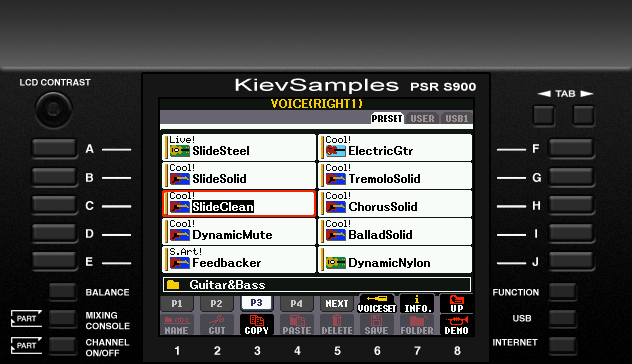 LCD CONTRAST
KievSamples PSR S900
◄ TAB ►
VOICE(RIGHT1)
PRESET USER USB1
Live!
SlideSteel
Cool!
ElectricGtr
Cool!
SlideSolid
Cool!
TremoloSolid
Cool!
SlideClean
Cool!
ChorusSolid
Cool!
DynamicMute
Cool!
BalladSolid
S.Art!
Feedbacker
DynamicNylon
Guitar&Bass
P1 P2 P3 P4 NEXT VOICESET INFO. UP
NAME CUT COPY PASTE DELETE SAVE FOLDER DEMO
1 2 3 4 5 6 7 8
A
B
C
D
E
F
G
H
I
J
BALANCE
PART
MIXING
CONSOLE
PART
CHANNEL
ON/OFF
FUNCTION
USB
INTERNET